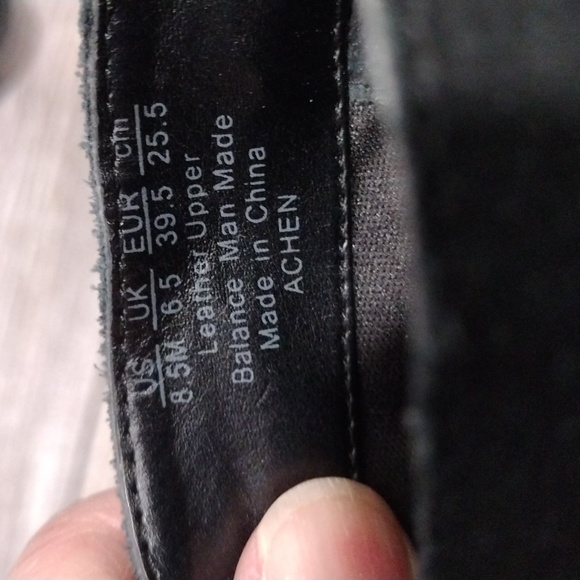 US UK EUR cm
8.5M 6.5 39.5 25.5
Leather Upper
Balance Man Made
Made in China
ACHEN